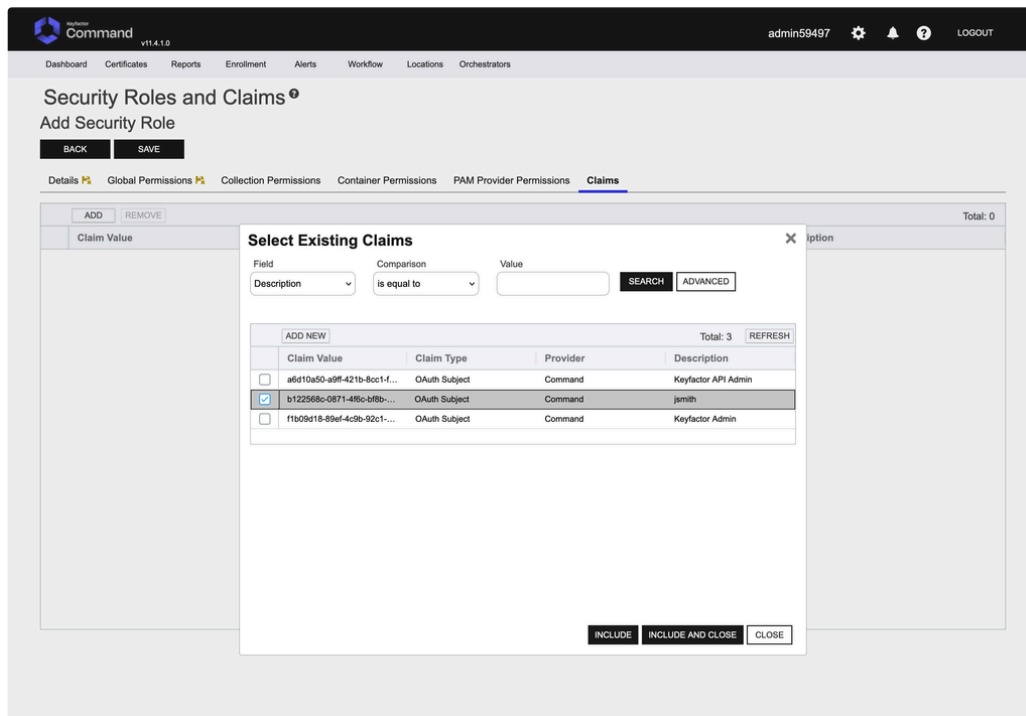 Keyfactor
Command
v11.4.1.0
admin59497
LOGOUT
Dashboard Certificates Reports Enrollment Alerts Workflow Locations Orchestrators
Security Roles and Claims
Add Security Role
BACK SAVE
Details Global Permissions Collection Permissions Container Permissions PAM Provider Permissions Claims
ADD REMOVE Total: 0
Claim Value iption
Select Existing Claims
Field Comparison Value
Description is equal to SEARCH ADVANCED
ADD NEW Total: 3 REFRESH
Claim Value Claim Type Provider Description
a6d10a50-a9ff-421b-8cc1-f... OAuth Subject Command Keyfactor API Admin
b122568c-0871-4f6c-bf8b-... OAuth Subject Command jsmith
f1b09d18-89ef-4c9b-92c1-... OAuth Subject Command Keyfactor Admin
INCLUDE INCLUDE AND CLOSE CLOSE